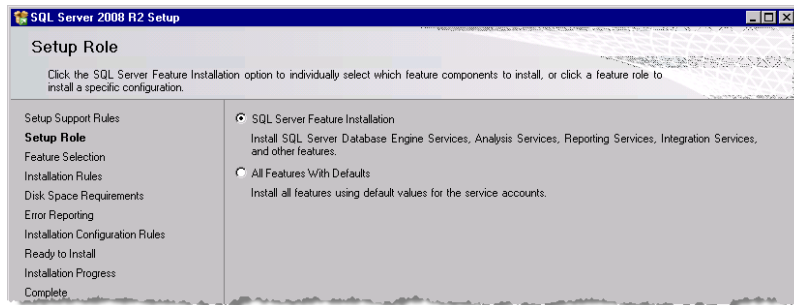 SQL Server 2008 R2 Setup
Setup Role
Click the SQL Server Feature Installation option to individually select which feature components to install, or click a feature role to
install a specific configuration.
Setup Support Rules
Setup Role
Feature Selection
Installation Rules
Disk Space Requirements
Error Reporting
Installation Configuration Rules
Ready to Install
Installation Progress
Complete
SQL Server Feature Installation
Install SQL Server Database Engine Services, Analysis Services, Reporting Services, Integration Services,
and other features.
All Features With Defaults
Install all features using default values for the service accounts.